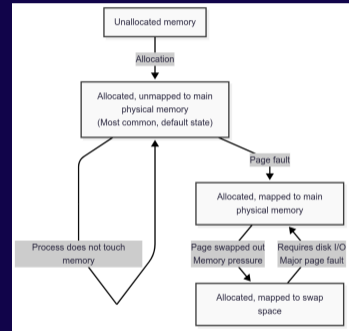 Unallocated memory
Allocation
Allocated, unmapped to main
physical memory
(Most common, default state)
Page fault
Allocated, mapped to main
physical memory
Process does not touch
memory
Page swapped out
Memory pressure
Requires disk I/O
Major page fault
Allocated, mapped to swap
space